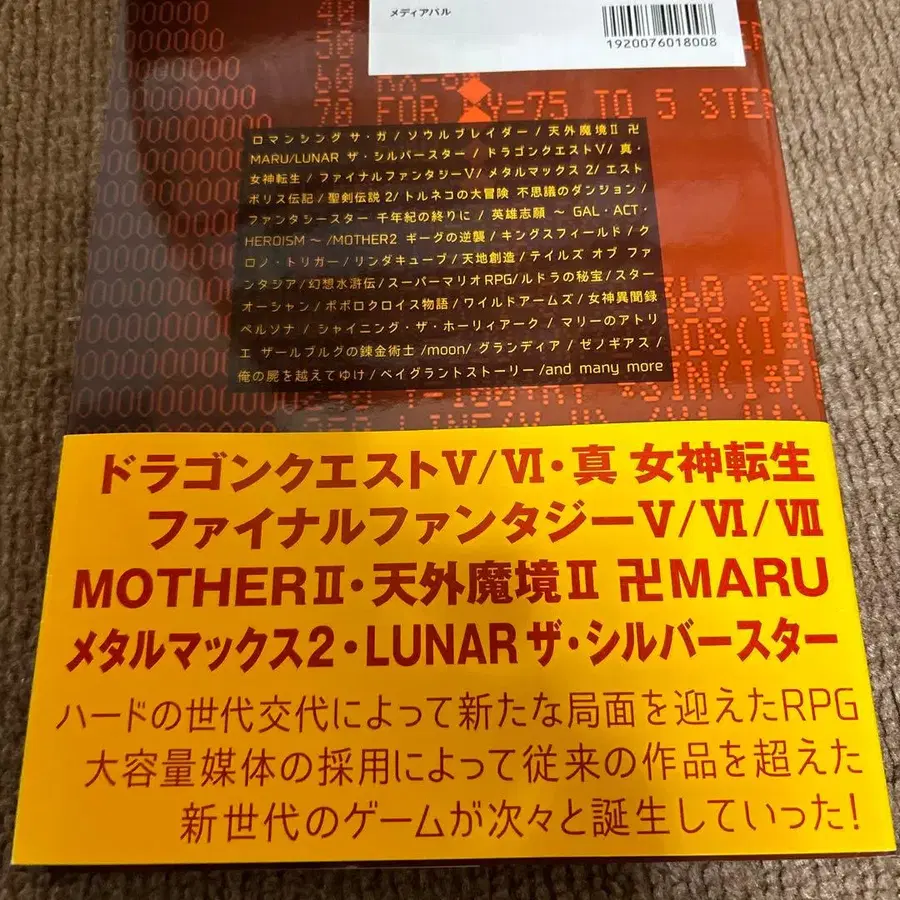 メディアパル
1920076018008
70 FOR Y=75 TO 5 STE
ロマンシング サ・ガ/ソウルブレイダー/天外魔境Ⅱ 卍
MARU/LUNAR ザ・シルバースター/ドラゴンクエストⅤ/真・
女神転生/ファイナルファンタジーⅤ/メタルマックス2/エスト
ポリス伝記/聖剣伝説2/トルネコの大冒険 不思議のダンジョン/
ファンタシースター 千年紀の終りに/英雄志願 〜 GAL・ACT・
HEROISM 〜/MOTHER2 ギーグの逆襲/キングスフィールド/ク
ロノ・トリガー/リンダキューブ/天地創造/テイルズ オブ ファ
ンタジア/幻想水滸伝/スーパーマリオRPG/ルドラの秘宝/スター
オーシャン/ポポロクロイス物語/ワイルドアームズ/女神異聞録
ペルソナ/シャイニング・ザ・ホーリィアーク/マリーのアトリ
エ ザールブルグの錬金術士/moon/グランディア/ゼノギアス/
俺の屍を越えてゆけ/ベイグラントストーリー/and many more
ドラゴンクエストⅤ/Ⅵ・真 女神転生
ファイナルファンタジーⅤ/Ⅵ/Ⅶ
MOTHERⅡ・天外魔境Ⅱ 卍MARU
メタルマックス2・LUNAR ザ・シルバースター
ハードの世代交代によって新たな局面を迎えたRPG
大容量媒体の採用によって従来の作品を超えた
新世代のゲームが次々と誕生していった!